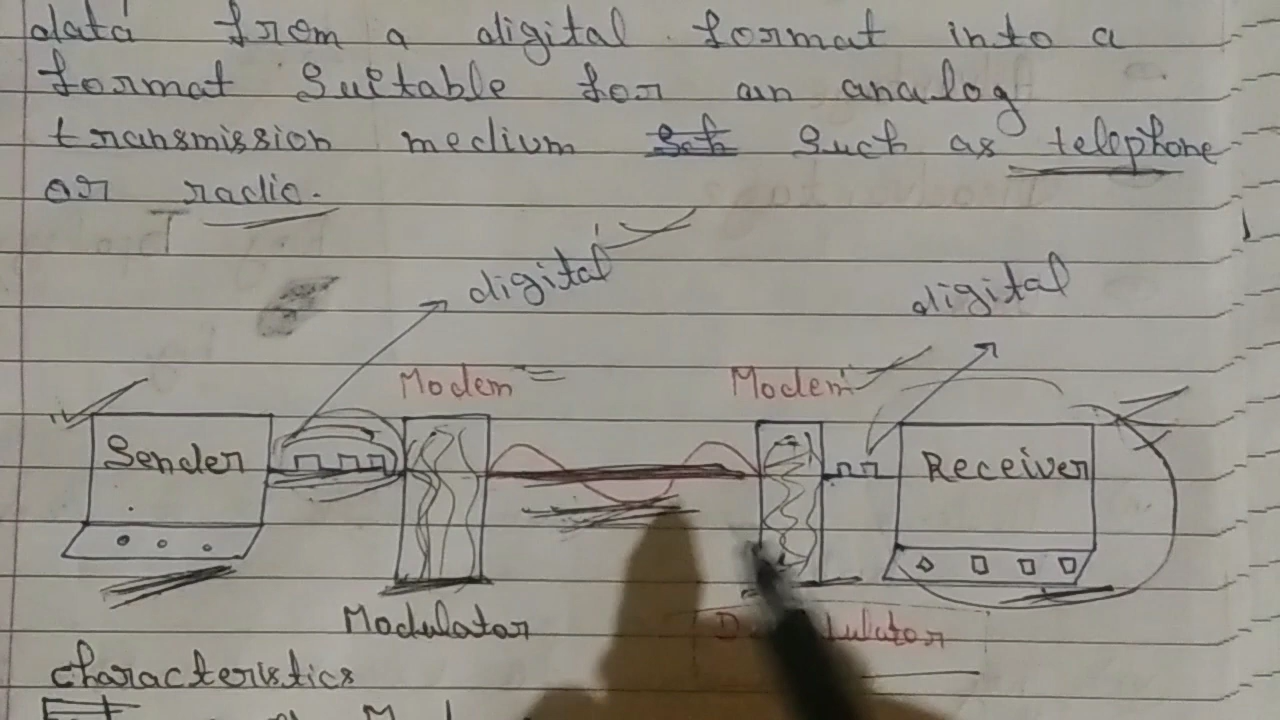 data from a digital format into a
format Suitable for an analog
transmission medium such as telephone
or radio.
digital
digital
Modem
Modem
Sender
Receiver
Modulator
characteristics